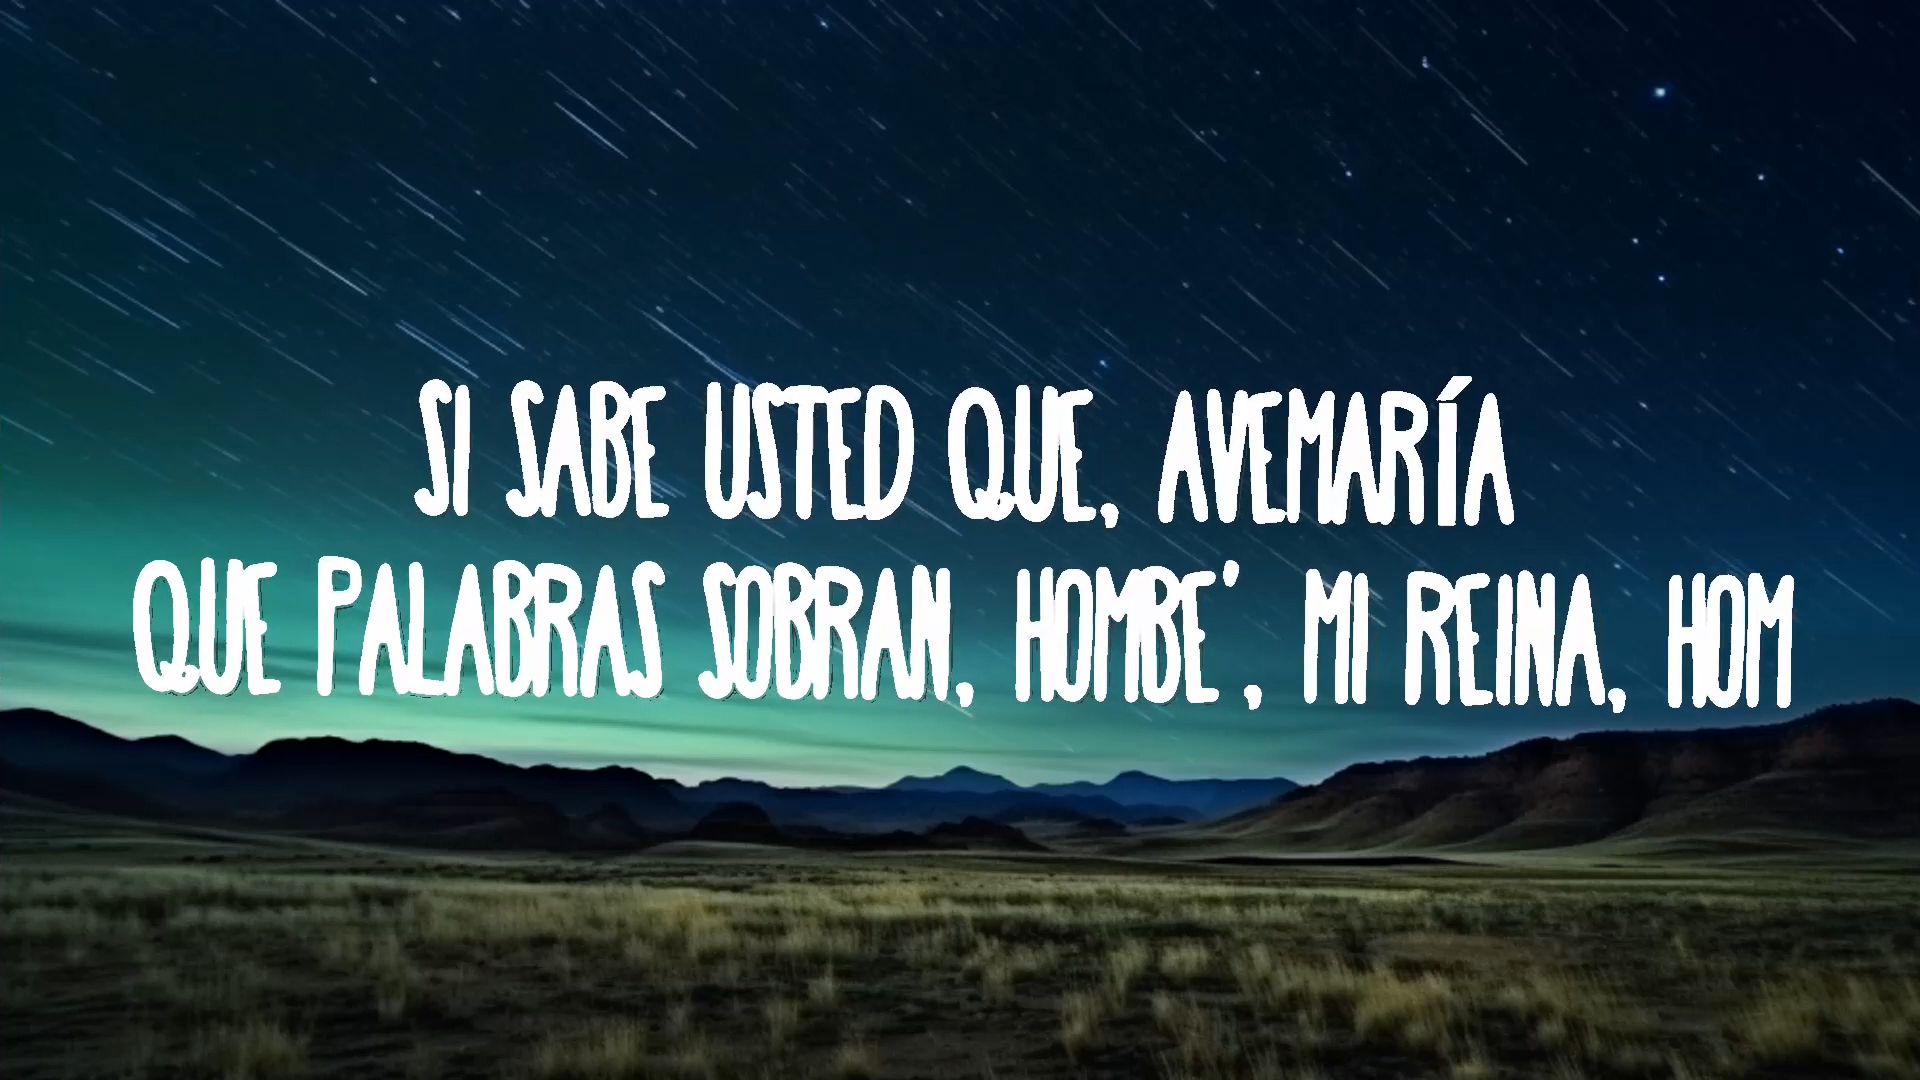 SI SABE USTED QUE, AVEMARÍA
QUE PALABRAS SOBRAN, HOMBE', MI REINA, HOM